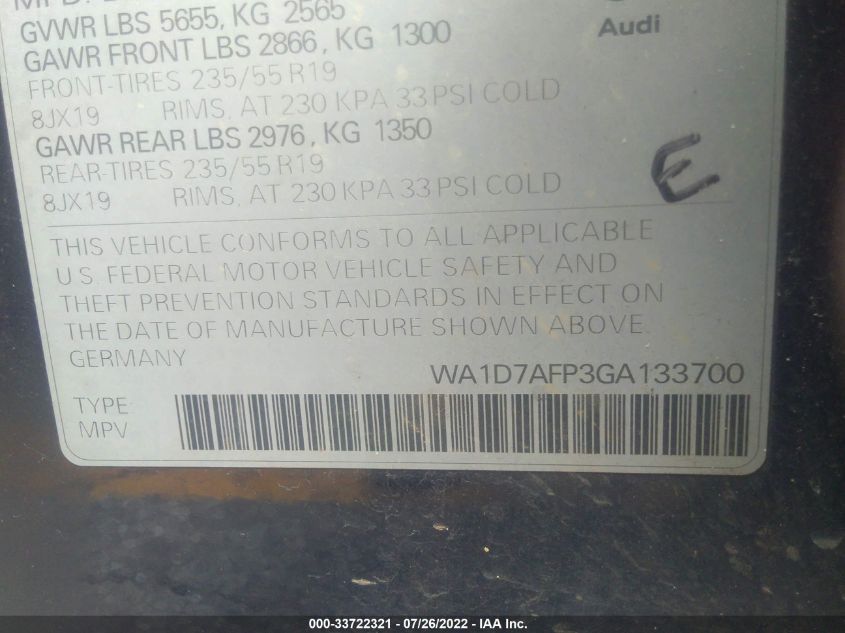 GVWR LBS 5655, KG 2565
GAWR FRONT LBS 2866, KG 1300
Audi
FRONT-TIRES 235/55 R19
8JX19 RIMS, AT 230 KPA 33 PSI COLD
GAWR REAR LBS 2976, KG 1350
REAR-TIRES 235/55 R19
8JX19 RIMS, AT 230 KPA 33 PSI COLD
E
THIS VEHICLE CONFORMS TO ALL APPLICABLE
U.S. FEDERAL MOTOR VEHICLE SAFETY AND
THEFT PREVENTION STANDARDS IN EFFECT ON
THE DATE OF MANUFACTURE SHOWN ABOVE.
GERMANY
WA1D7AFP3GA133700
TYPE
MPV
000-33722321 - 07/26/2022 - IAA Inc.